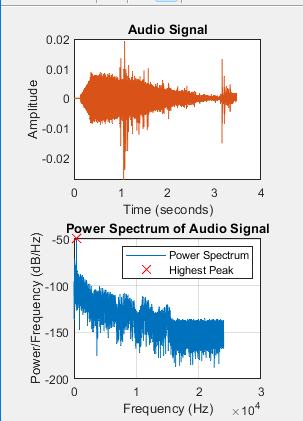 Audio Signal
0.02
0.01
0
-0.01
-0.02
Amplitude
0 1 2 3 4
Time (seconds)
Power Spectrum of Audio Signal
-50
-100
-150
-200
Power/Frequency (dB/Hz)
Power Spectrum
Highest Peak
0 1 2 3
Frequency (Hz) ×10^4